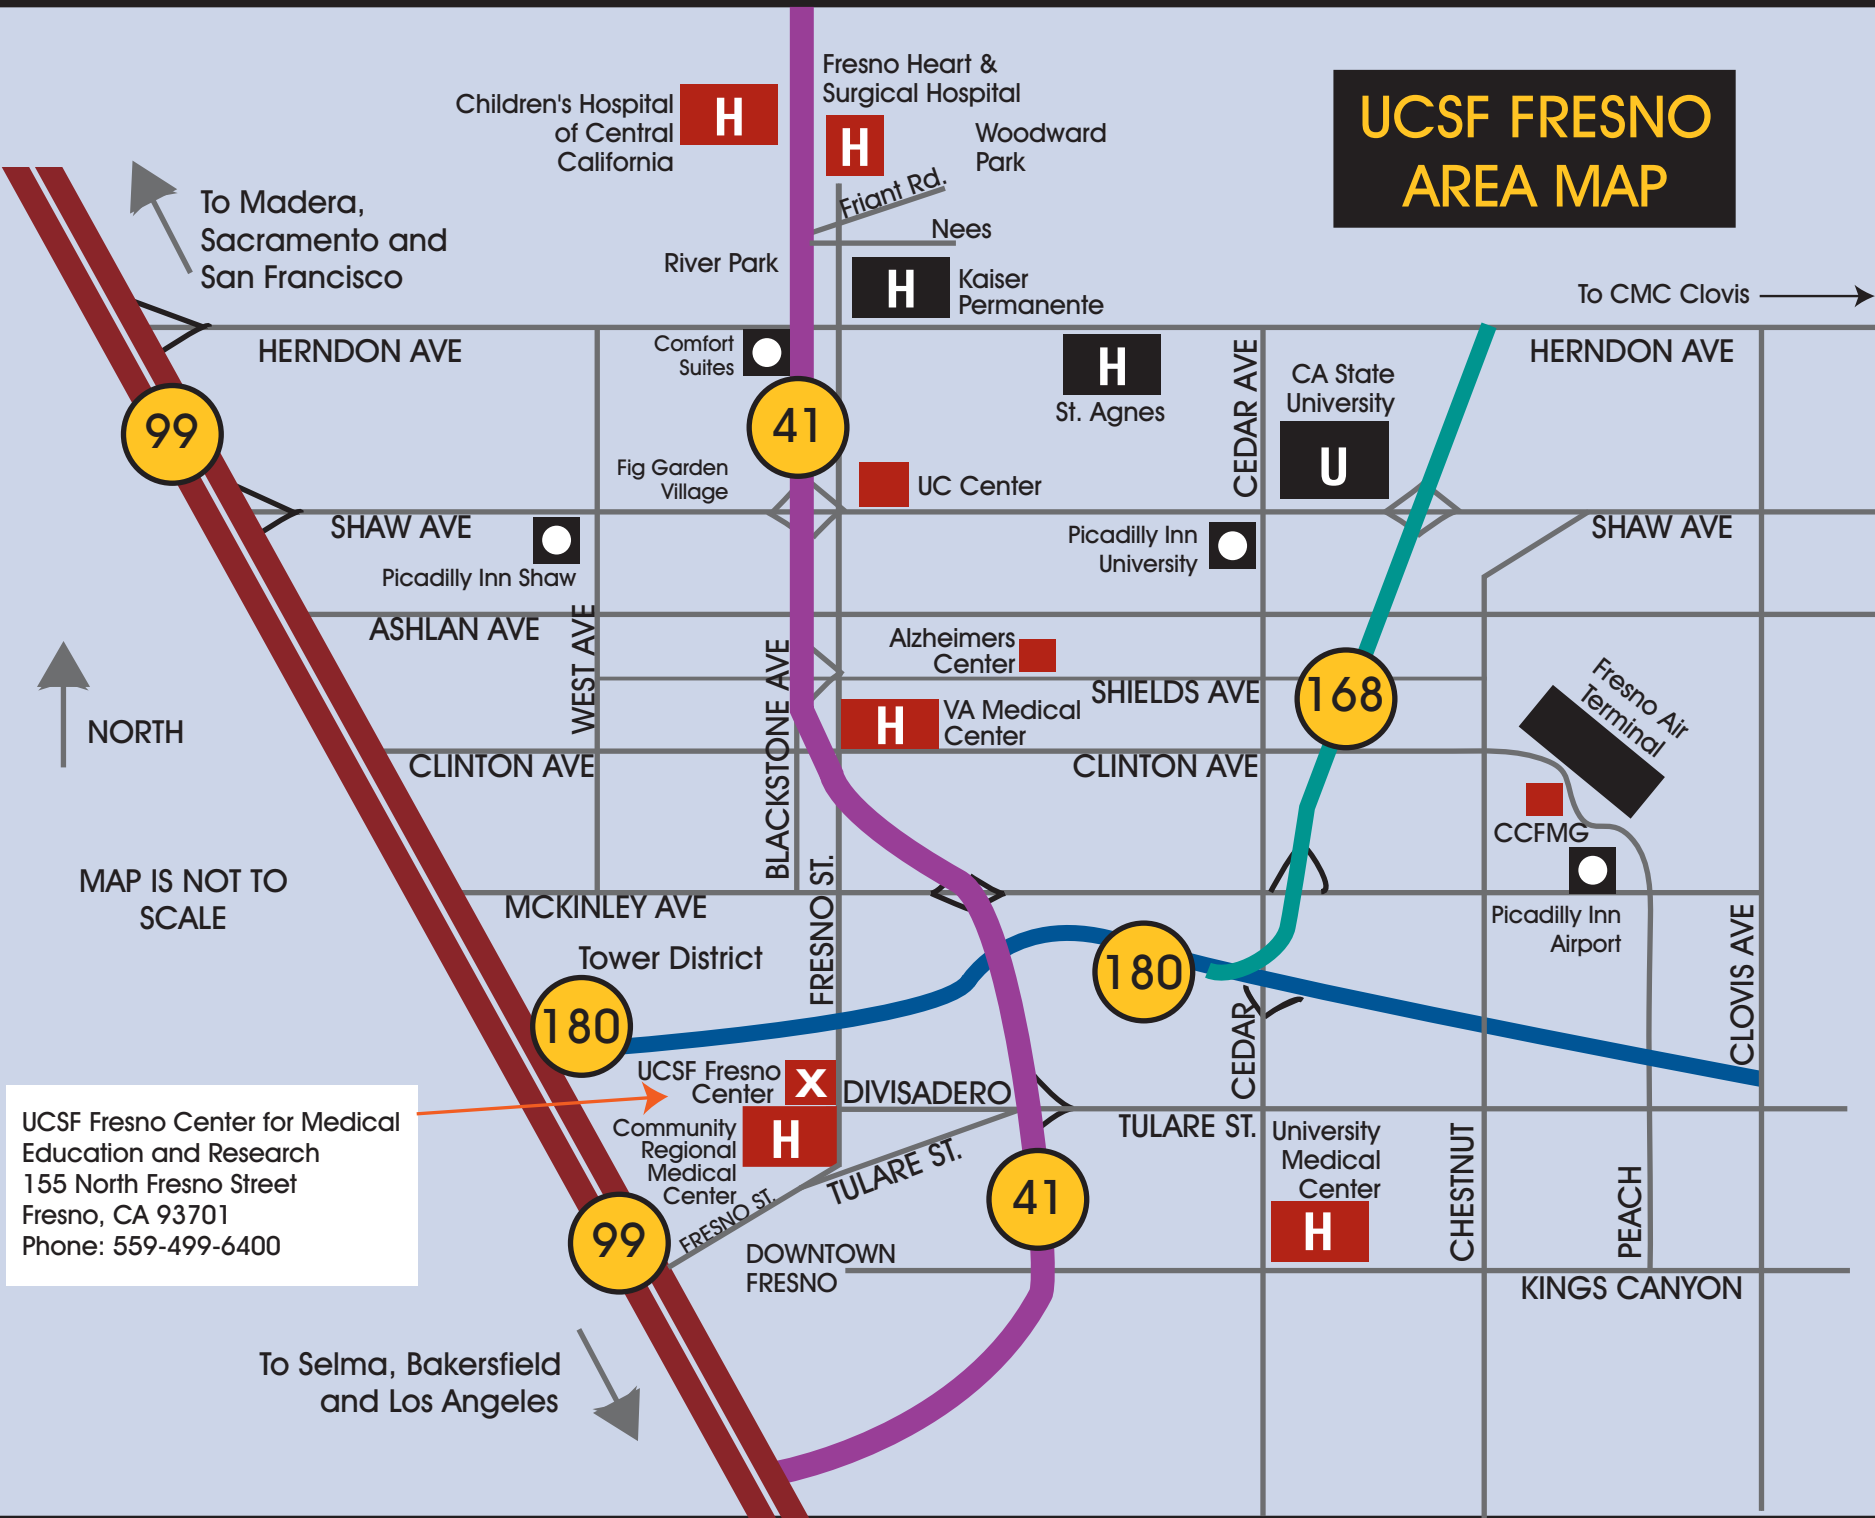 UCSF FRESNO
AREA MAP
Fresno Heart &
Surgical Hospital
H
Children's Hospital
of Central
California
H
Woodward
Park
Friant Rd.
Nees
River Park
H
Kaiser
Permanente
To Madera,
Sacramento and
San Francisco
To CMC Clovis
HERNDON AVE
Comfort
Suites
HERNDON AVE
H
St. Agnes
CEDAR AVE
CA State
University
U
99
41
Fig Garden
Village
UC Center
SHAW AVE
SHAW AVE
Picadilly Inn Shaw
Picadilly Inn
University
ASHLAN AVE
WEST AVE
BLACKSTONE AVE
Alzheimers
Center
SHIELDS AVE
168
Fresno Air
Terminal
NORTH
H
VA Medical
Center
CLINTON AVE
CLINTON AVE
CCFMG
MAP IS NOT TO
SCALE
MCKINLEY AVE
FRESNO ST.
Picadilly Inn
Airport
CLOVIS AVE
Tower District
180
180
CEDAR
UCSF Fresno
Center
X
DIVISADERO
TULARE ST.
Community
Regional
Medical
Center
H
TULARE ST.
FRESNO ST.
University
Medical
Center
H
CHESTNUT
PEACH
UCSF Fresno Center for Medical
Education and Research
155 North Fresno Street
Fresno, CA 93701
Phone: 559-499-6400
99
41
DOWNTOWN
FRESNO
KINGS CANYON
To Selma, Bakersfield
and Los Angeles